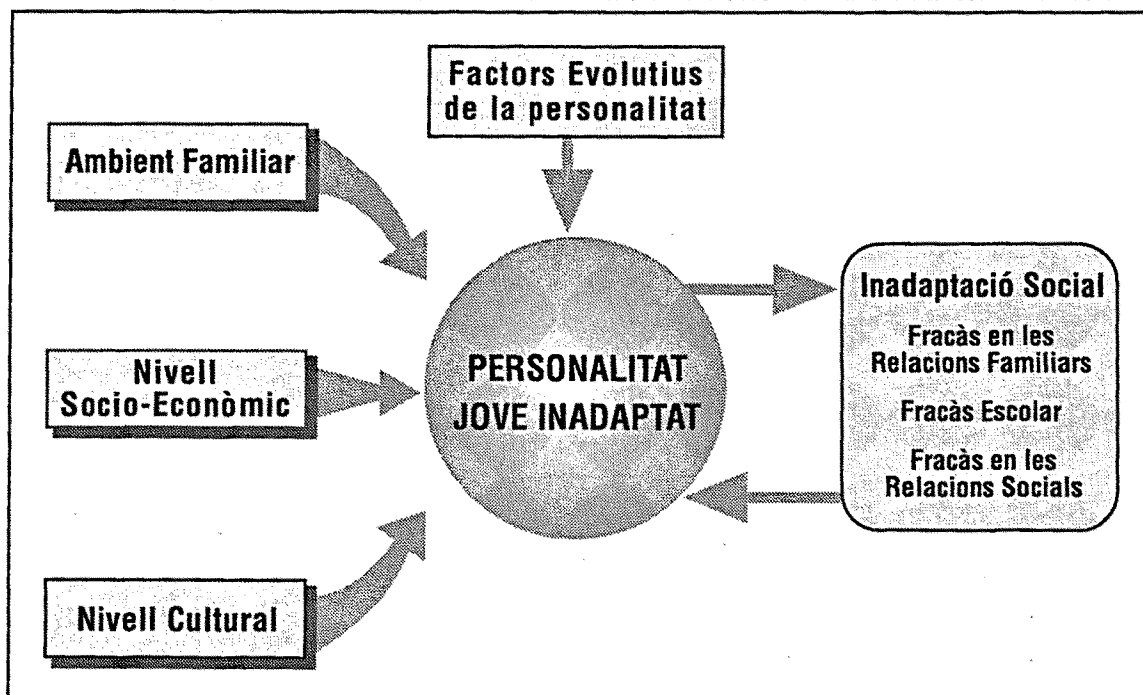 Factors Evolutius
de la personalitat
Ambient Familiar
Nivell
Socio-Econòmic
Nivell Cultural
PERSONALITAT
JOVE INADAPTAT
Inadaptació Social
Fracàs en les
Relacions Familiars
Fracàs Escolar
Fracàs en les
Relacions Socials